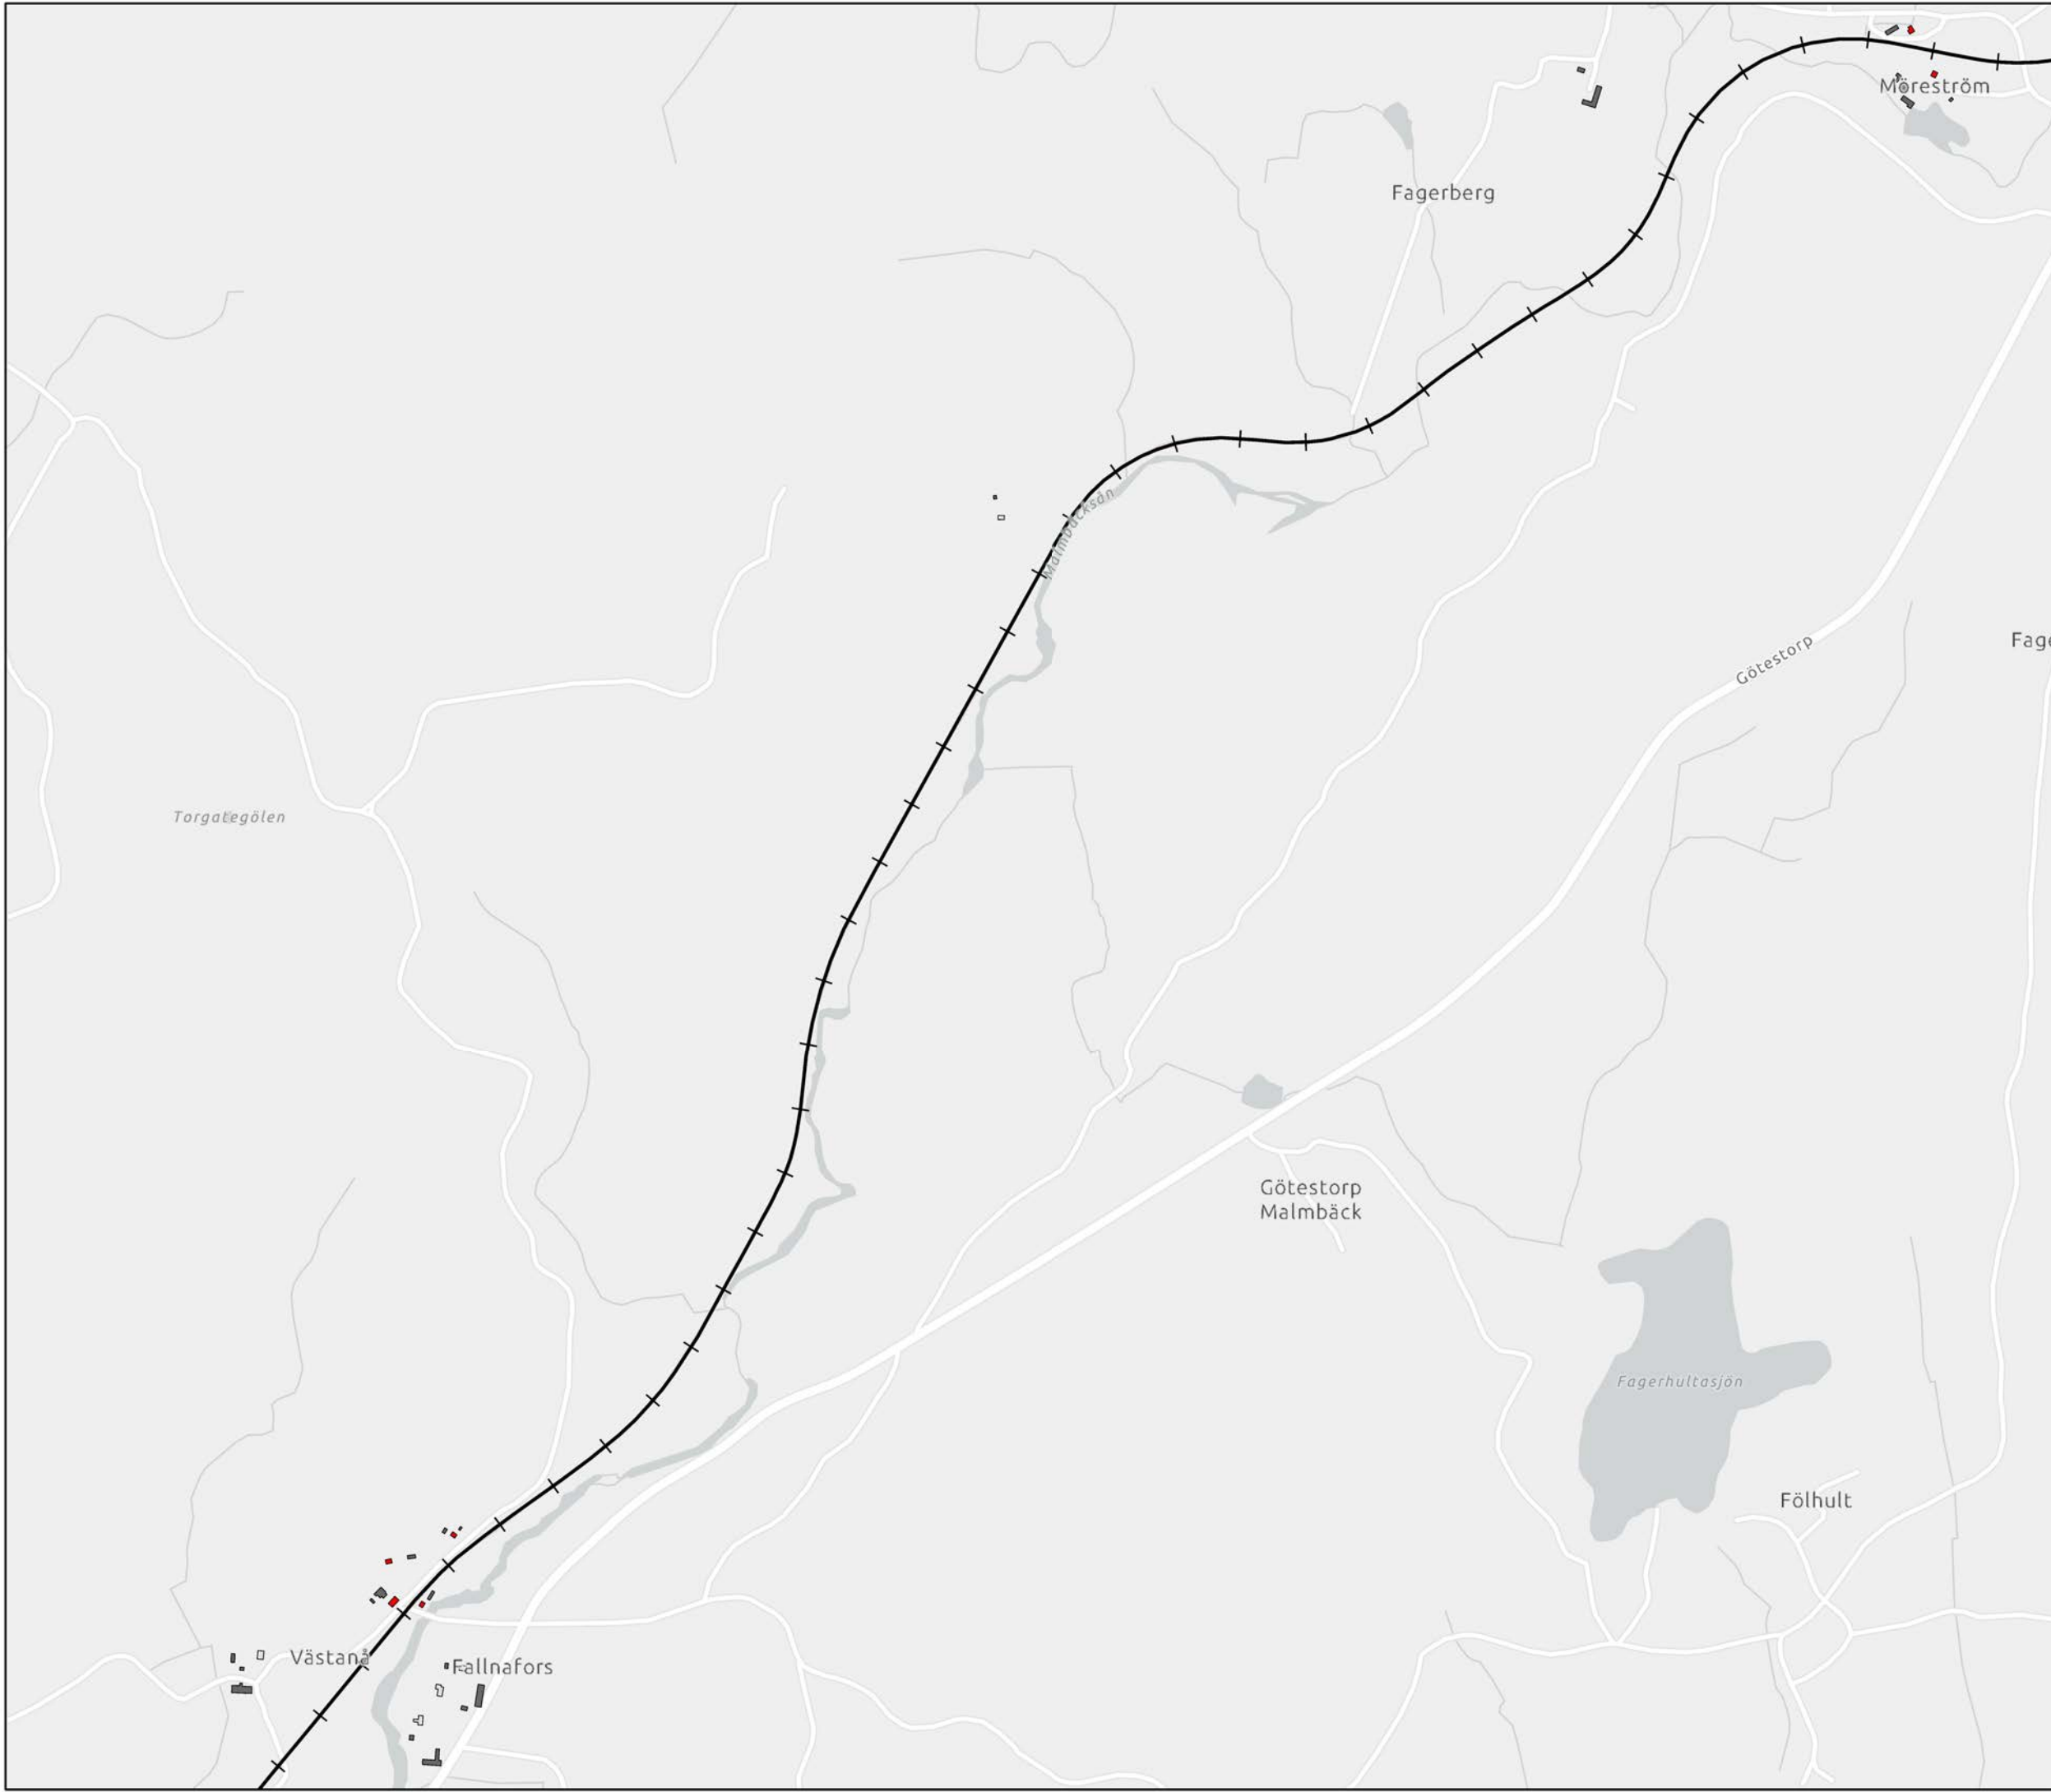 Möreström
Fagerberg
Malmbäcksån
Götestorp
Fage
Torgategölen
Götestorp
Malmbäck
Fagerhultasjön
Fölhult
Västanå
Fallnafors